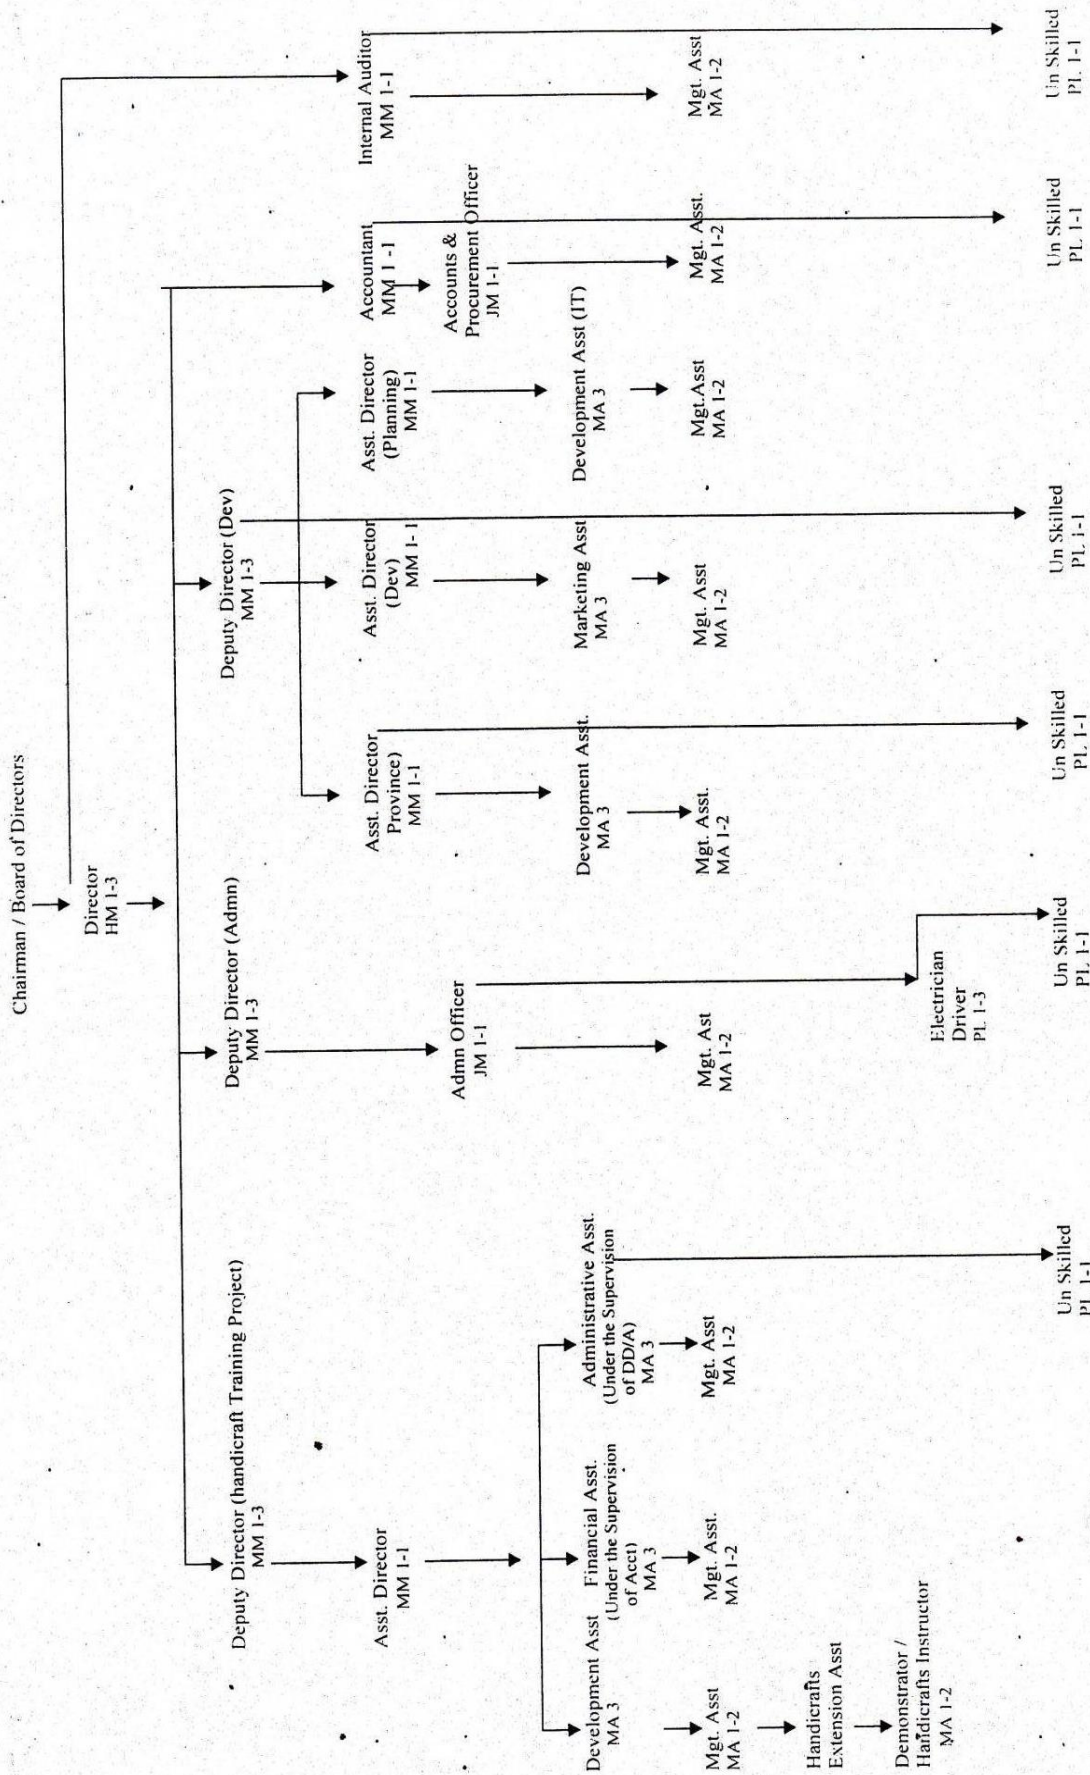 Chairman / Board of Directors
Director
HM 1-3
Deputy Director (handicraft Training Project)
MM 1-3
Deputy Director (Admn)
MM 1-3
Deputy Director (Dev)
MM 1-3
Asst. Director
MM 1-1
Asst. Director
Province)
MM 1-1
Asst. Director
(Dev)
MM 1-1
Asst. Director
(Planning)
MM 1-1
Accountant
MM 1-1
Internal Auditor
MM 1-1
Admn Officer
JM 1-1
Accounts &
Procurement Officer
JM 1-1
Development Asst
MA 3
Financial Asst.
(Under the Supervision
of Acct)
MA 3
Administrative Asst.
(Under the Supervision
of DD/A)
MA 3
Development Asst.
MA 3
Marketing Asst
MA 3
Development Asst (IT)
MA 3
Mgt. Asst
MA 1-2
Mgt. Asst.
MA 1-2
Mgt. Asst
MA 1-2
Mgt. Ast
MA 1-2
Mgt. Asst.
MA 1-2
Mgt. Asst
MA 1-2
Mgt.Asst
MA 1-2
Mgt. Asst.
MA 1-2
Mgt. Asst
MA 1-2
Handicrafts
Extension Asst
Demonstrator /
Handicrafts Instructor
MA 1-2
Electrician
Driver
PL 1-3
Un Skilled
PL 1-1
Un Skilled
PL 1-1
Un Skilled
PL 1-1
Un Skilled
PL 1-1
Un Skilled
PL 1-1
Un Skilled
PL 1-1